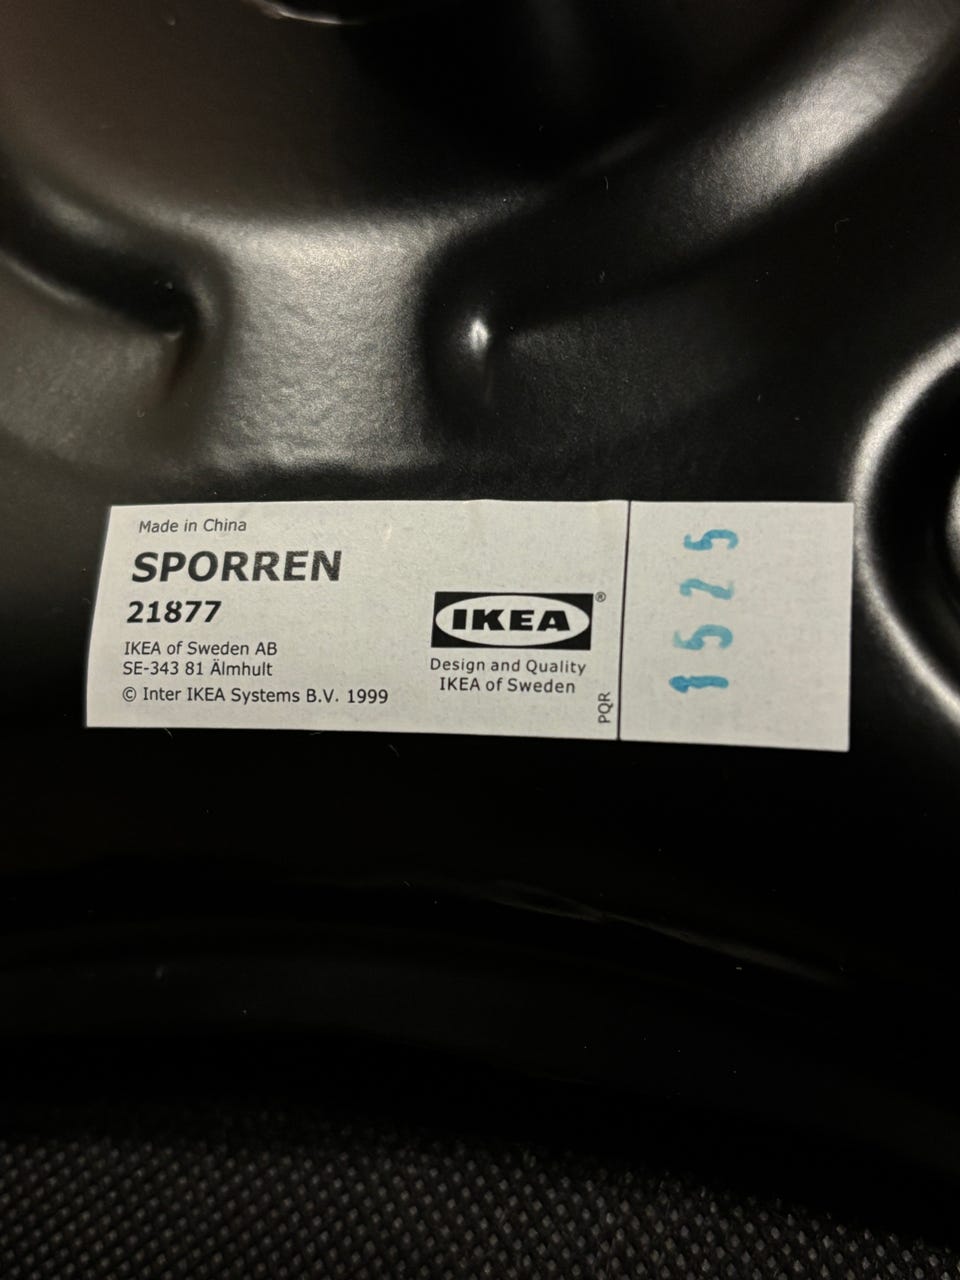 Made in China
SPORREN
21877
IKEA of Sweden AB
SE-343 81 Älmhult
© Inter IKEA Systems B.V. 1999
IKEA®
Design and Quality
IKEA of Sweden
PQR
1525